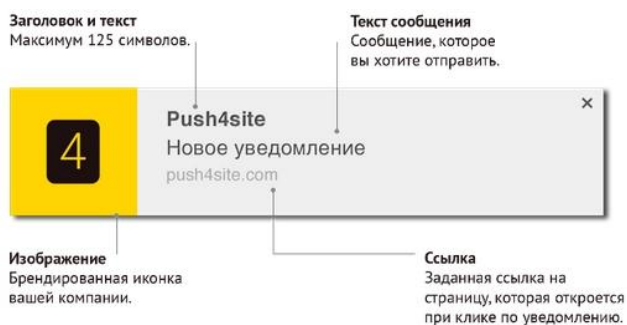 Заголовок и текст
Максимум 125 символов.
Текст сообщения
Сообщение, которое
вы хотите отправить.
4
×
Push4site
Новое уведомление
push4site.com
Изображение
Брендированная иконка
вашей компании.
Ссылка
Заданная ссылка на
страницу, которая откроется
при клике по уведомлению.